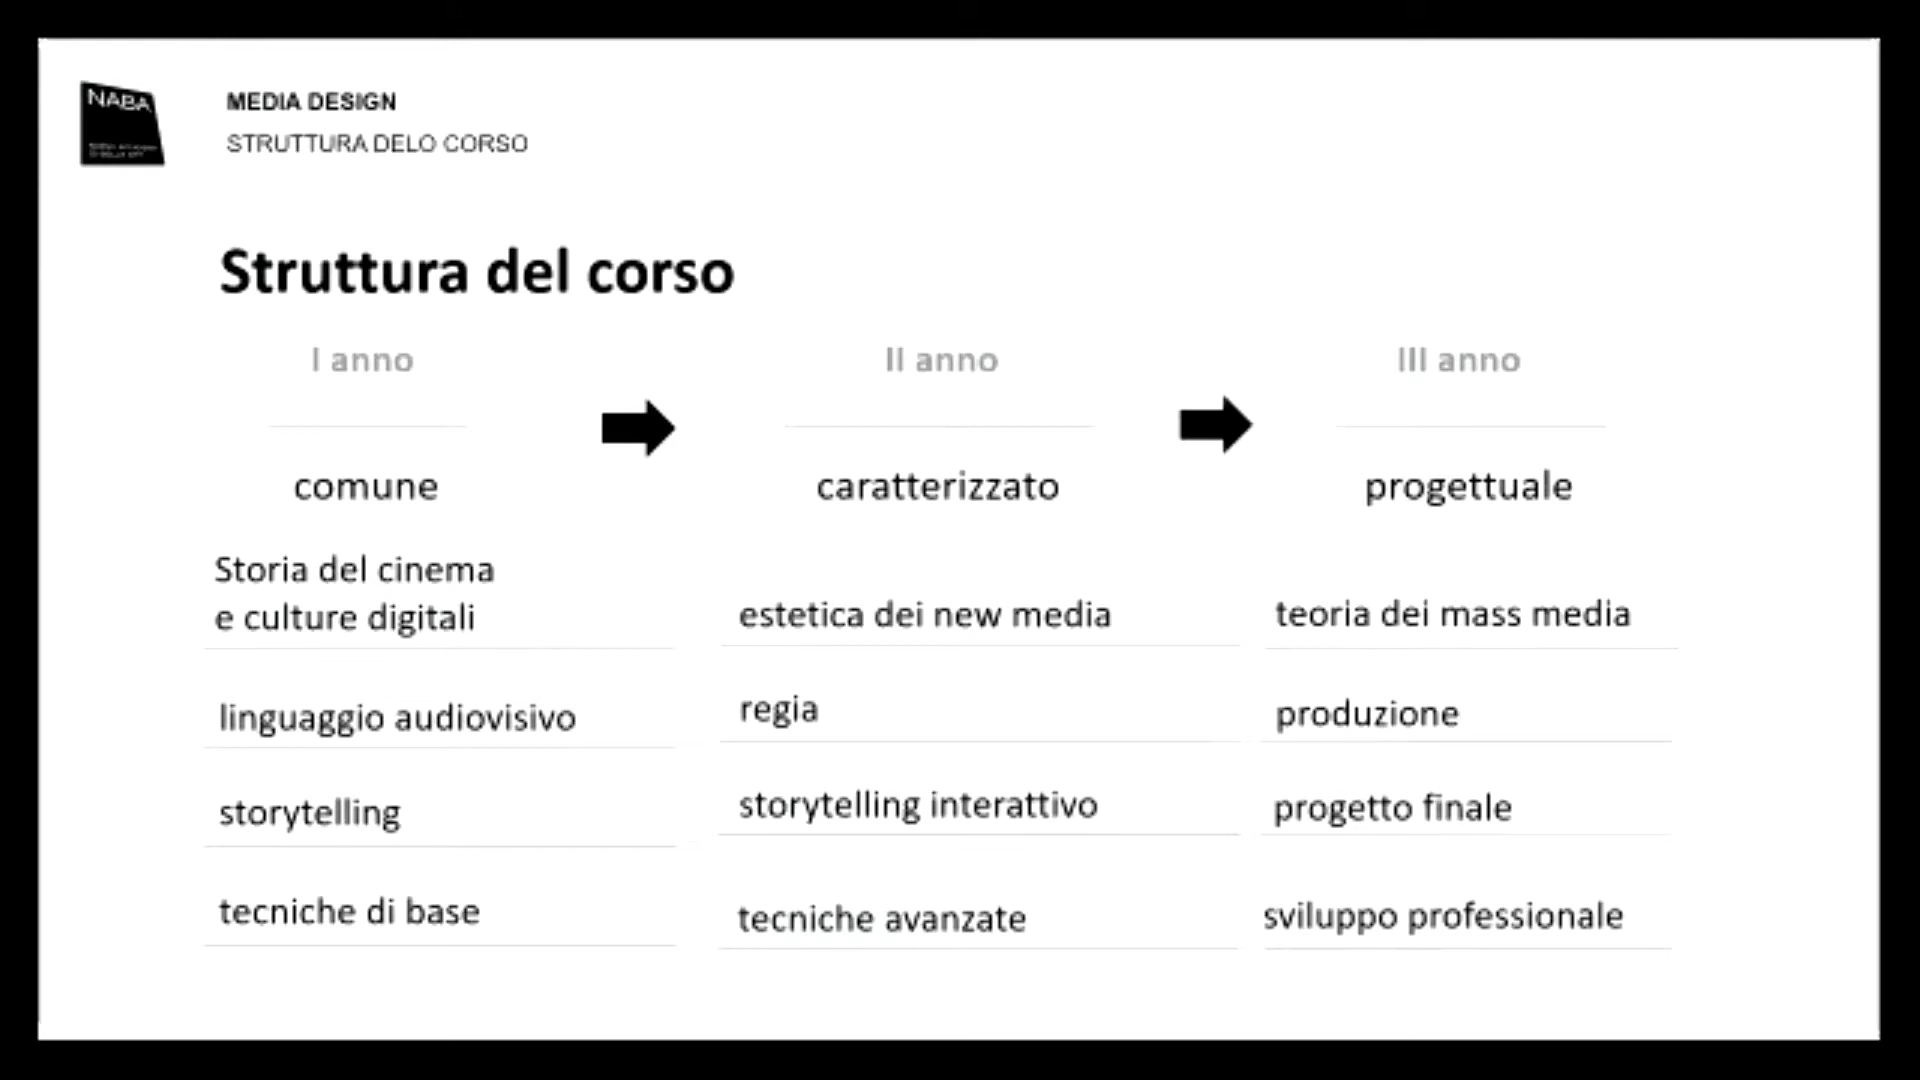 NABA
MEDIA DESIGN
STRUTTURA DELO CORSO
Struttura del corso
I anno
II anno
III anno
comune
caratterizzato
progettuale
Storia del cinema
e culture digitali
estetica dei new media
teoria dei mass media
linguaggio audiovisivo
regia
produzione
storytelling
storytelling interattivo
progetto finale
tecniche di base
tecniche avanzate
sviluppo professionale